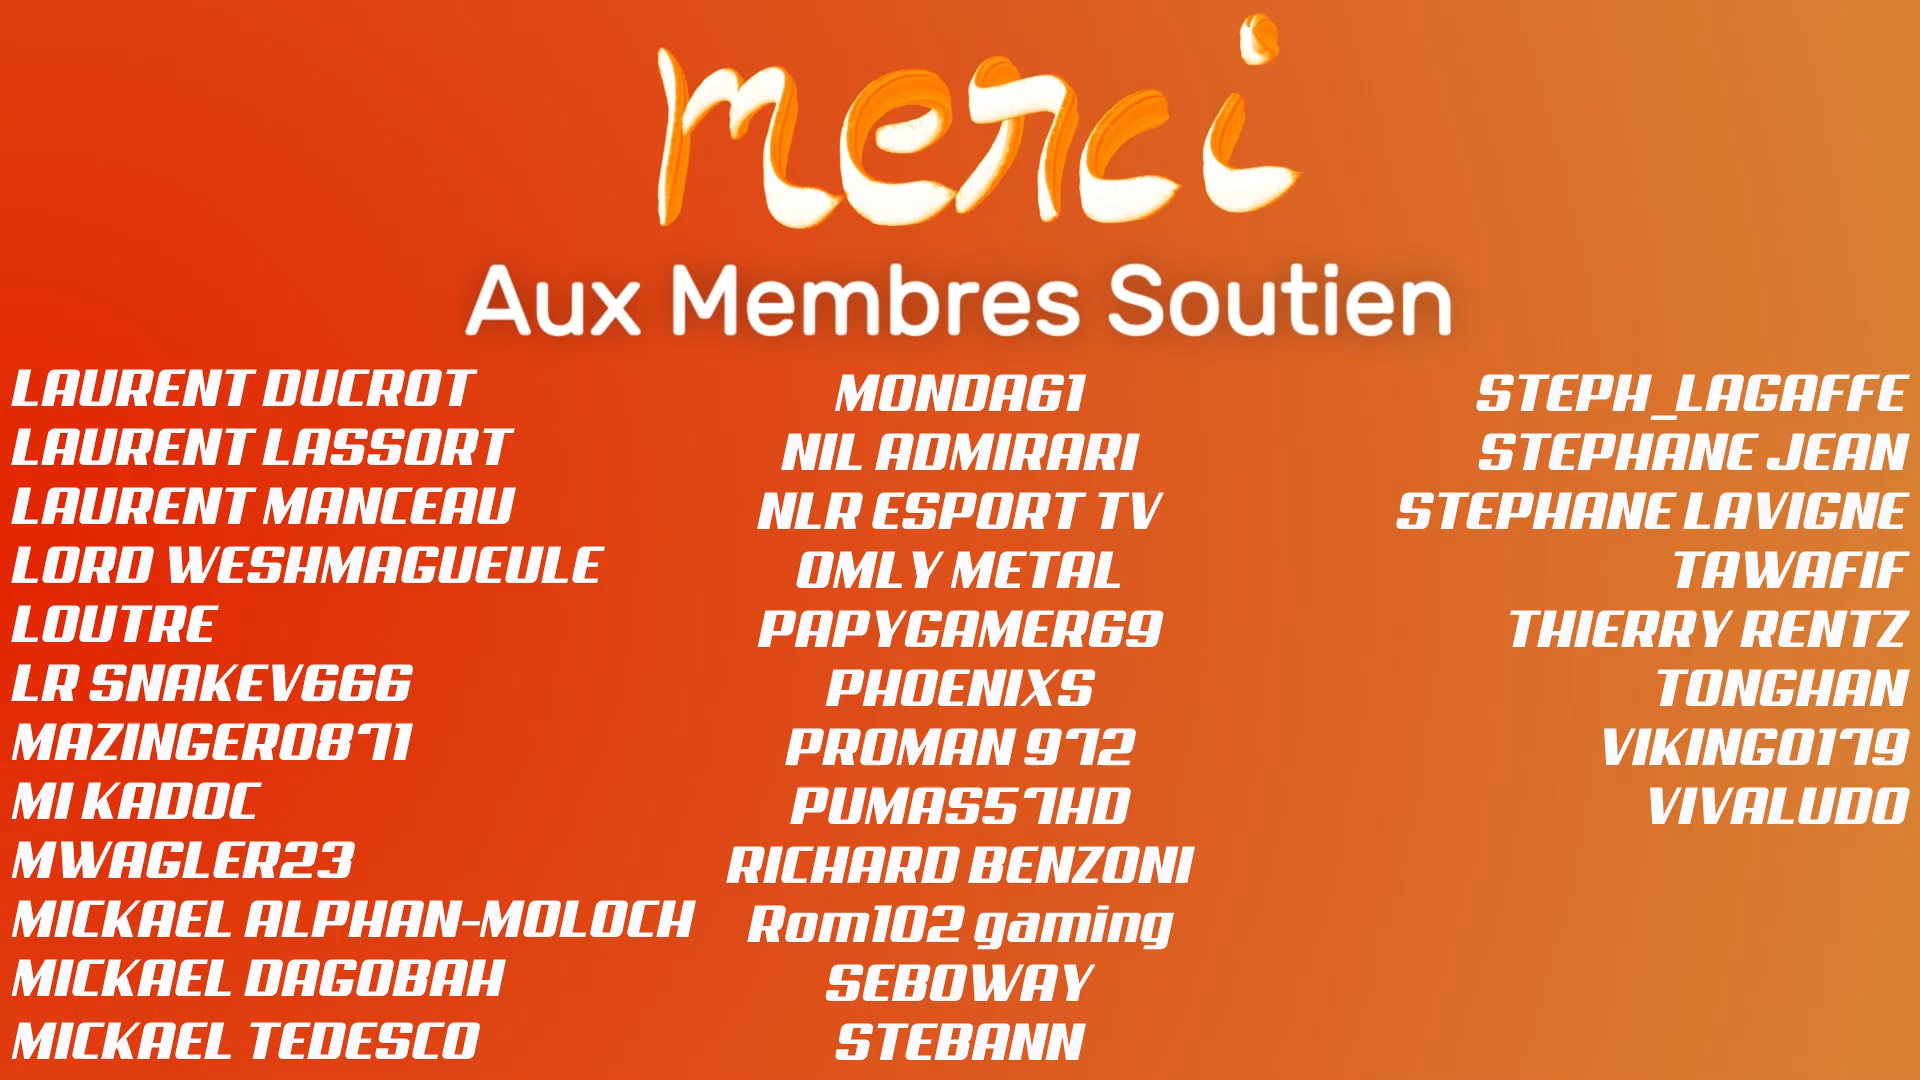 merci
Aux Membres Soutien
LAURENT DUCROT
LAURENT LASSORT
LAURENT MANCEAU
LORD WESHMAGUEULE
LOUTRE
LR SNAKEV666
MAZINGER0871
MI KADOC
MWAGLER23
MICKAEL ALPHAN-MOLOCH
MICKAEL DAGOBAH
MICKAEL TEDESCO
MONDA61
NIL ADMIRARI
NLR ESPORT TV
OMLY METAL
PAPYGAMER69
PHOENIXS
PROMAN 972
PUMAS57HD
RICHARD BENZONI
Rom102 gaming
SEBOWAY
STEBANN
STEPH_LAGAFFE
STEPHANE JEAN
STEPHANE LAVIGNE
TAWAFIF
THIERRY RENTZ
TONGHAN
VIKING0179
VIVALUDO